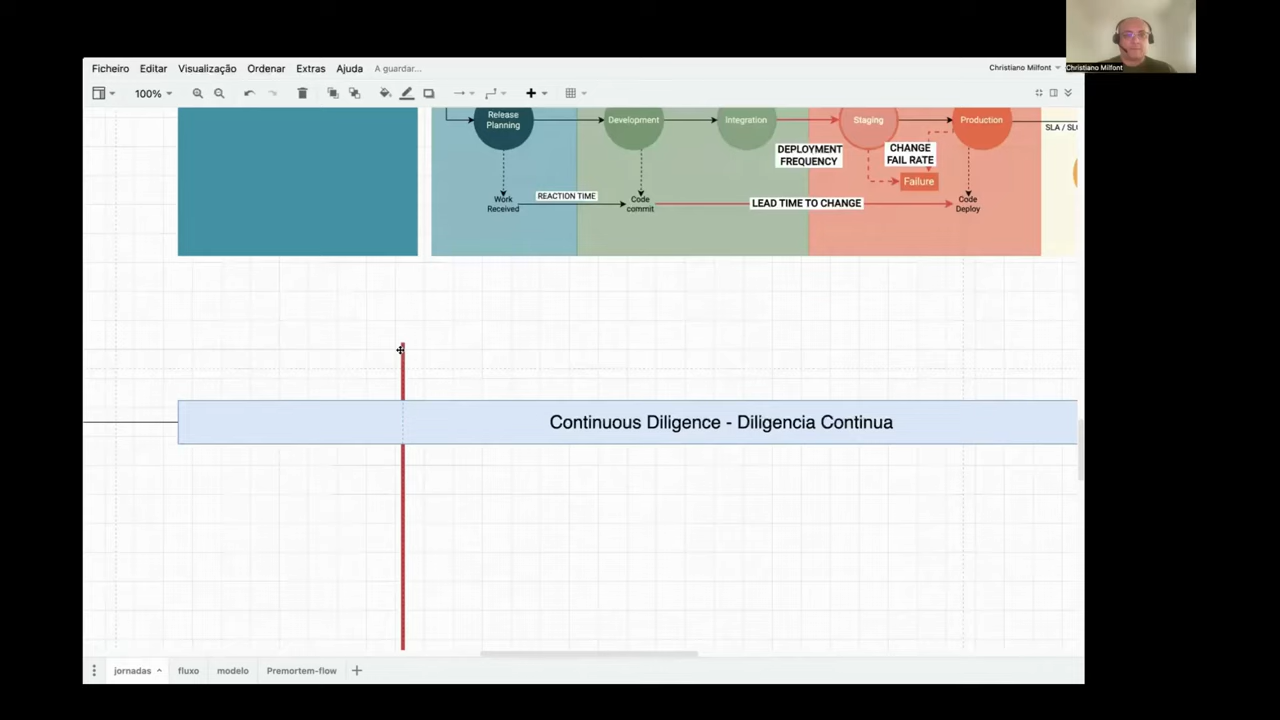 Christiano Milfont
Ficheiro Editar Visualização Ordenar Extras Ajuda A guardar...
Christiano Milfont
100%
Release
Planning
Development
Integration
Staging
Production
SLA / SL
DEPLOYMENT
FREQUENCY
CHANGE
FAIL RATE
Failure
REACTION TIME
Work
Received
Code
commit
LEAD TIME TO CHANGE
Code
Deploy
Continuous Diligence - Diligencia Continua
jornadas fluxo modelo Premortem-flow